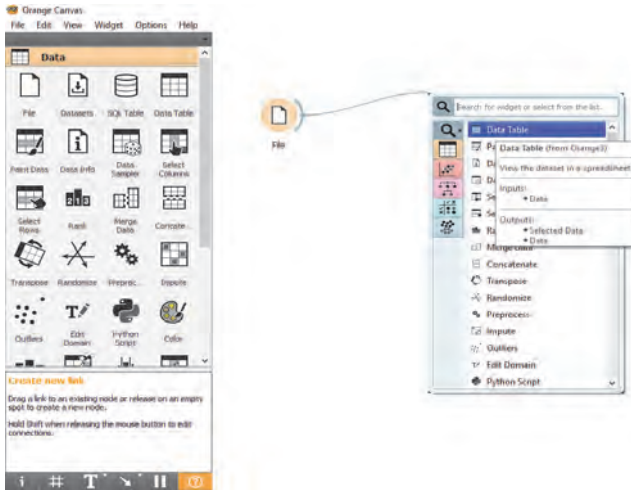 Orange Canvas
File Edit View Widget Options Help
Data
File Datasets SQL Table Data Table
Paint Data Data Info Data Sampler Select Columns
Select Rows Rank Merge Data Concate...
Transpose Randomize Preproc... Impute
Outliers Edit Domain Python Script Color
Create new link
Drag a link to an existing node or release on an empty
spot to create a new node.
Hold Shift when releasing the mouse button to edit
connections.
File
Search for widget or select from the list..
Data Table
Data Table (from Orange3)
View the dataset in a spreadsheet
Inputs:
• Data
Outputs:
• Selected Data
• Data
Merge Data
Concatenate
Transpose
Randomize
Preprocess
Impute
Outliers
Edit Domain
Python Script